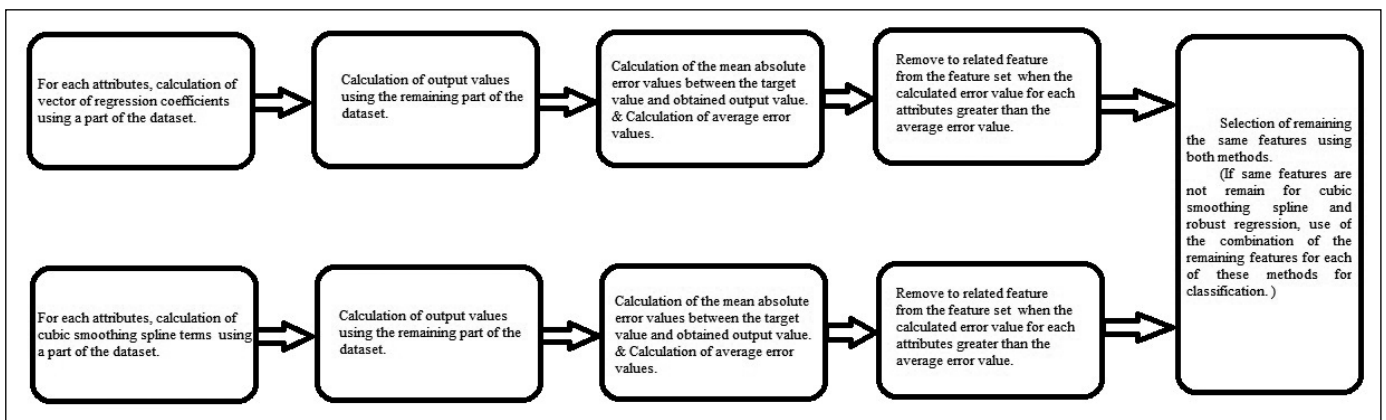 For each attributes, calculation of
vector of regression coefficients
using a part of the dataset.
Calculation of output values
using the remaining part of the
dataset.
Calculation of the mean absolute
error values between the target
value and obtained output value.
& Calculation of average error
values.
Remove to related feature
from the feature set when the
calculated error value for each
attributes greater than the
average error value.
For each attributes, calculation of
cubic smoothing spline terms using
a part of the dataset.
Calculation of output values
using the remaining part of the
dataset.
Calculation of the mean absolute
error values between the target
value and obtained output value.
& Calculation of average error
values.
Remove to related feature
from the feature set when the
calculated error value for each
attributes greater than the
average error value.
Selection of remaining
the same features using
both methods.
(If same features are
not remain for cubic
smoothing spline and
robust regression, use of
the combination of the
remaining features for each
of these methods for
classification. )